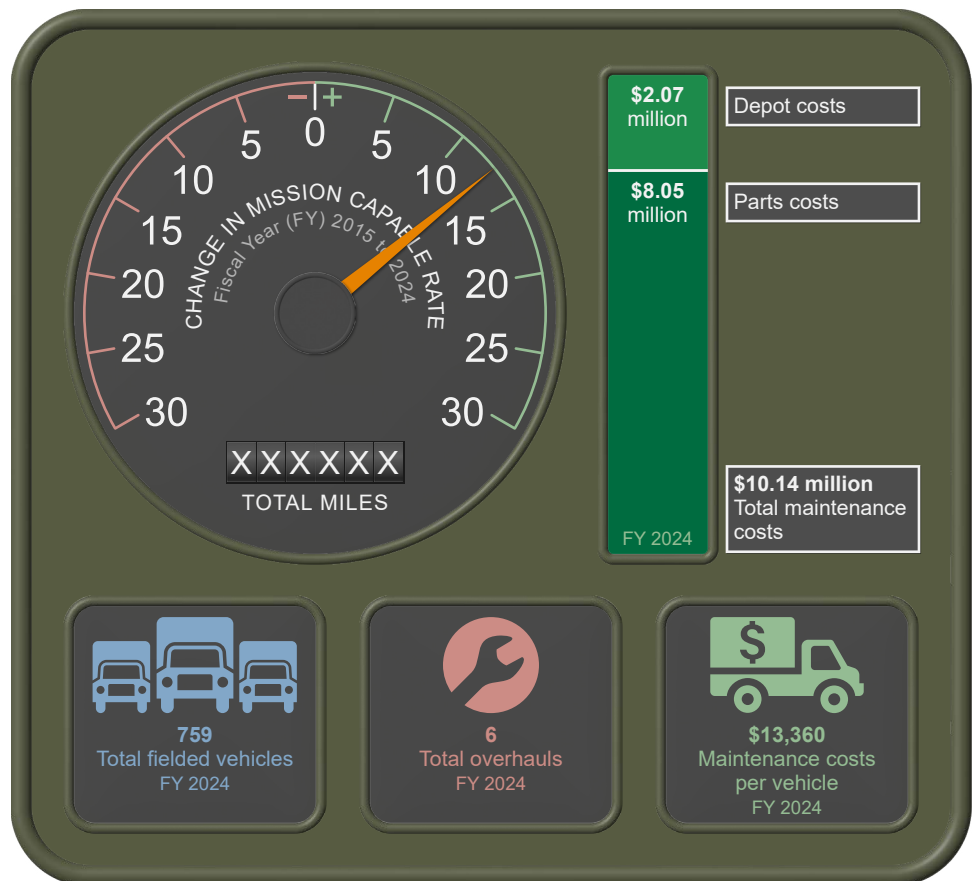 − +
0
5 5
10 10
15 15
20 20
25 25
30 30
CHANGE IN MISSION CAPABLE RATE
Fiscal Year (FY) 2015 to 2024
XXXXXX
TOTAL MILES
$2.07
million
Depot costs
$8.05
million
Parts costs
$10.14 million
Total maintenance
costs
FY 2024
759
Total fielded vehicles
FY 2024
6
Total overhauls
FY 2024
$
$13,360
Maintenance costs
per vehicle
FY 2024